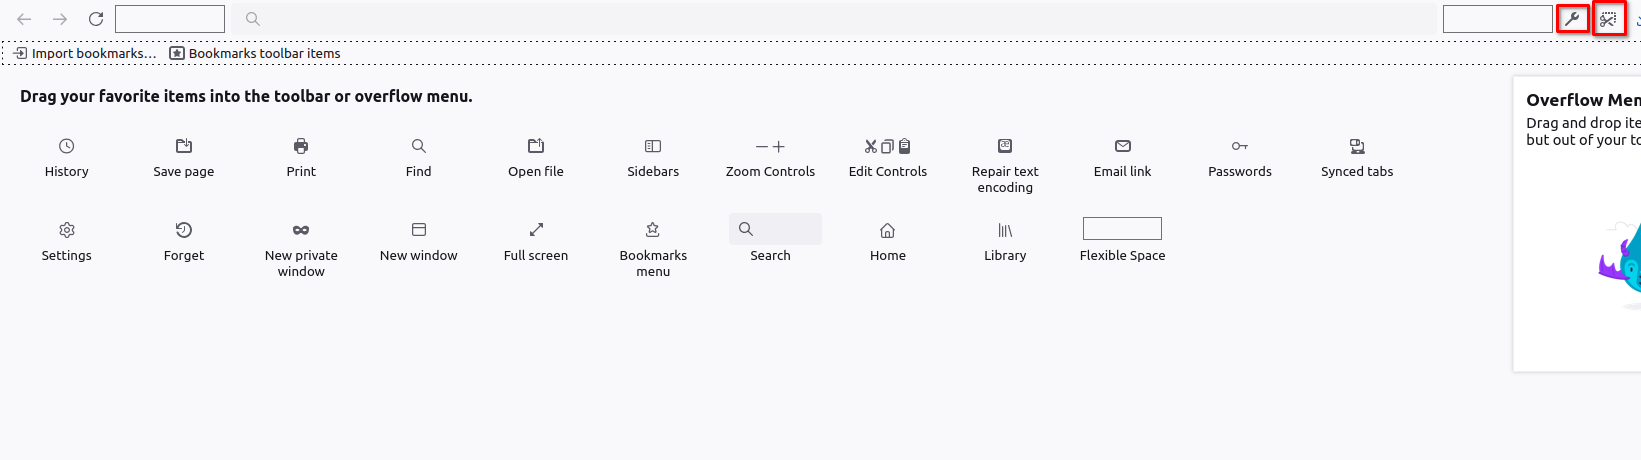 Import bookmarks… Bookmarks toolbar items
Drag your favorite items into the toolbar or overflow menu.
History Save page Print Find Open file Sidebars Zoom Controls Edit Controls Repair text encoding Email link Passwords Synced tabs
Settings Forget New private window New window Full screen Bookmarks menu Search Home Library Flexible Space
Overflow Men
Drag and drop ite
but out of your to